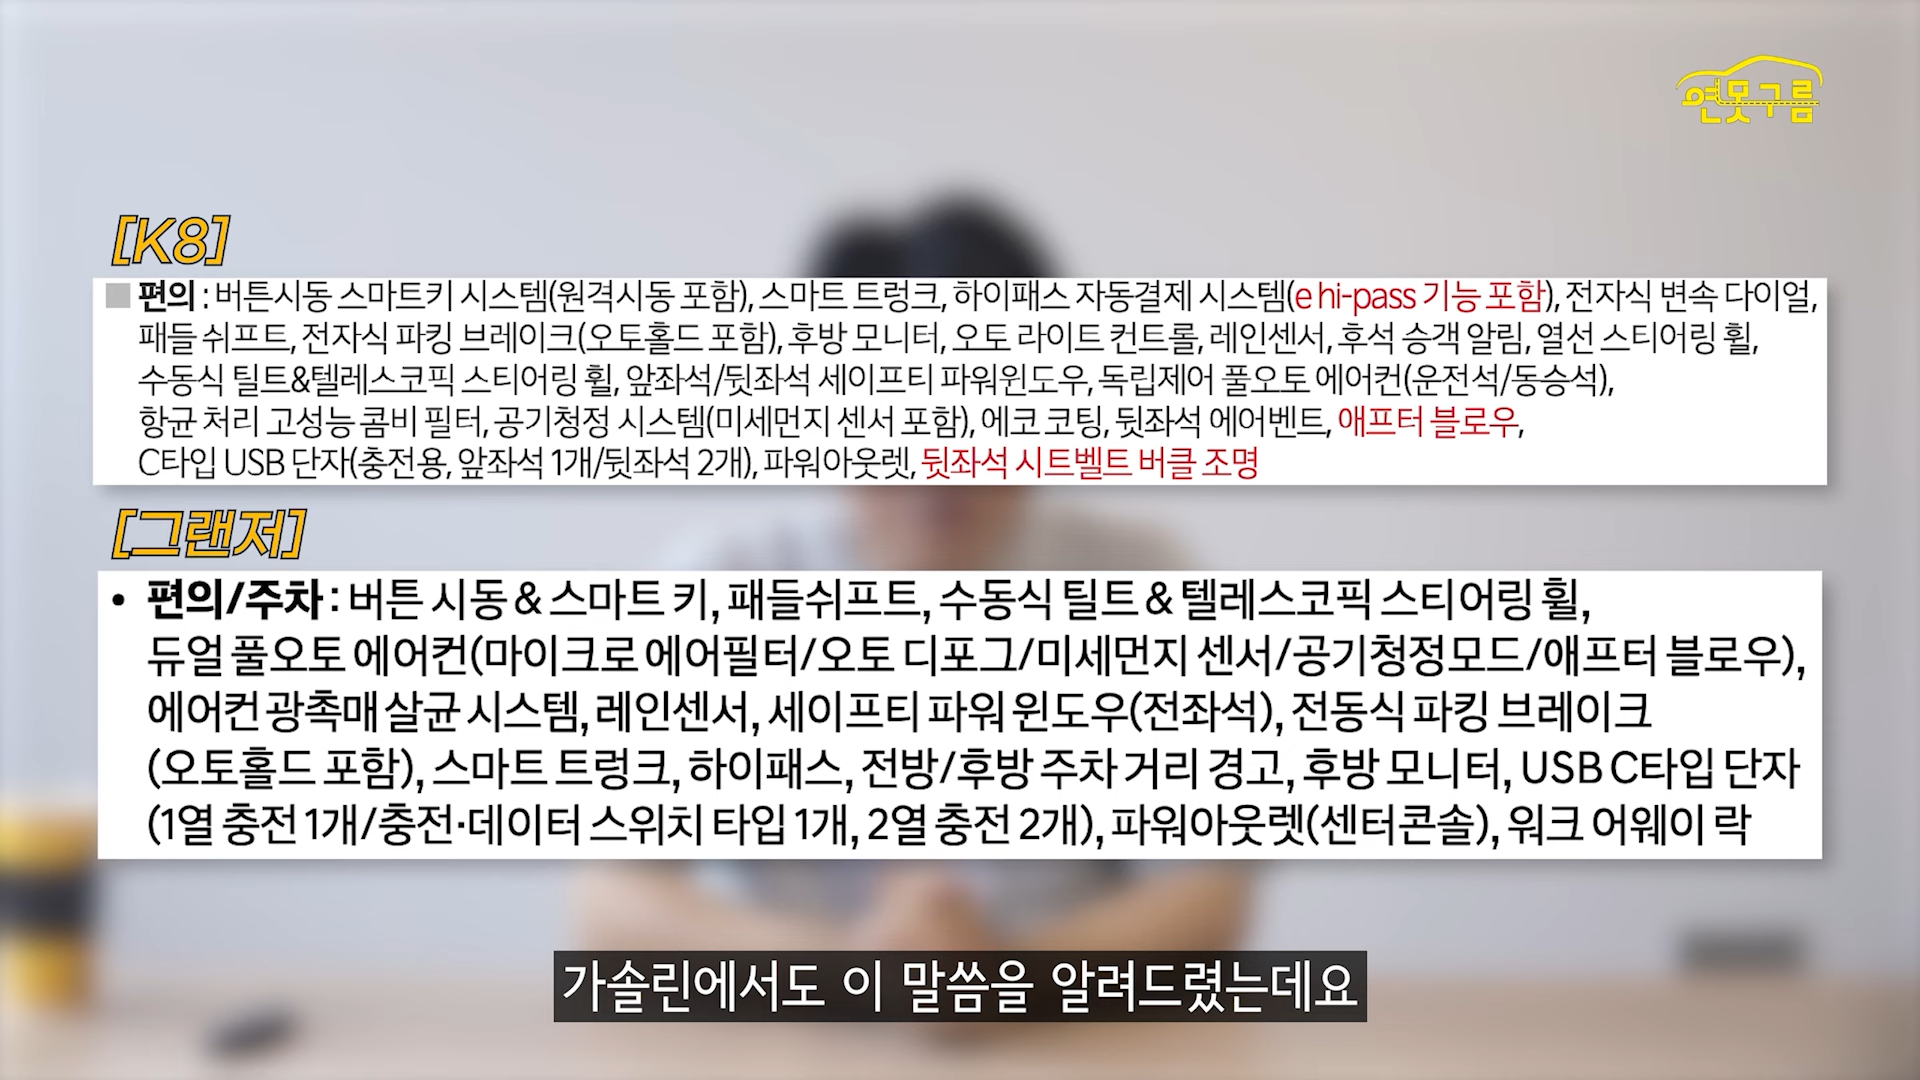 연못구름
[K8]
편의 : 버튼시동 스마트키 시스템(원격시동 포함), 스마트 트렁크, 하이패스 자동결제 시스템(e hi-pass 기능 포함), 전자식 변속 다이얼,
패들 쉬프트, 전자식 파킹 브레이크(오토홀드 포함), 후방 모니터, 오토 라이트 컨트롤, 레인센서, 후석 승객 알림, 열선 스티어링 휠,
수동식 틸트&텔레스코픽 스티어링 휠, 앞좌석/뒷좌석 세이프티 파워윈도우, 독립제어 풀오토 에어컨(운전석/동승석),
항균 처리 고성능 콤비 필터, 공기청정 시스템(미세먼지 센서 포함), 에코 코팅, 뒷좌석 에어벤트, 애프터 블로우,
C타입 USB 단자(충전용, 앞좌석 1개/뒷좌석 2개), 파워아웃렛, 뒷좌석 시트벨트 버클 조명
[그랜저]
• 편의/주차 : 버튼 시동 & 스마트 키, 패들쉬프트, 수동식 틸트 & 텔레스코픽 스티어링 휠,
듀얼 풀오토 에어컨(마이크로 에어필터/오토 디포그/미세먼지 센서/공기청정모드/애프터 블로우),
에어컨 광촉매 살균 시스템, 레인센서, 세이프티 파워 윈도우(전좌석), 전동식 파킹 브레이크
(오토홀드 포함), 스마트 트렁크, 하이패스, 전방/후방 주차 거리 경고, 후방 모니터, USB C타입 단자
(1열 충전 1개/충전·데이터 스위치 타입 1개, 2열 충전 2개), 파워아웃렛(센터콘솔), 워크 어웨이 락
가솔린에서도 이 말씀을 알려드렸는데요